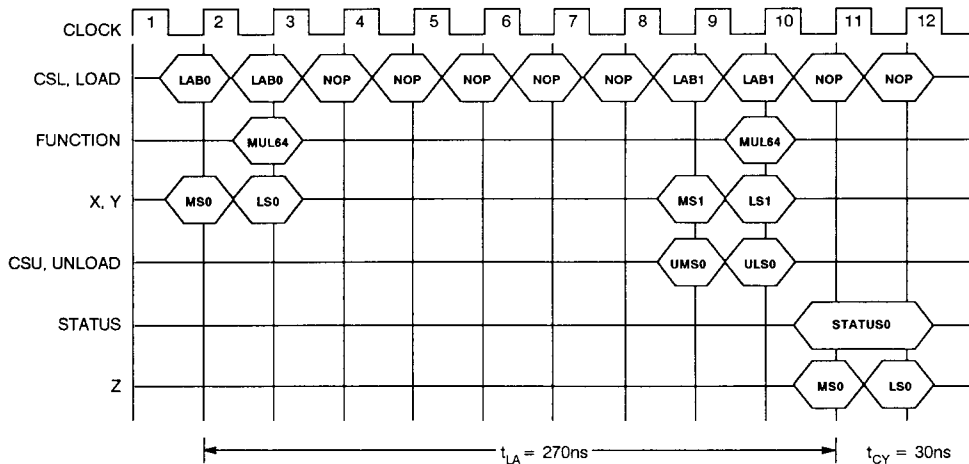 CLOCK 1 2 3 4 5 6 7 8 9 10 11 12
CSL, LOAD LAB0 LAB0 NOP NOP NOP NOP NOP LAB1 LAB1 NOP NOP
FUNCTION MUL64 MUL64
X, Y MS0 LS0 MS1 LS1
CSU, UNLOAD UMS0 ULS0
STATUS STATUS0
Z MS0 LS0
tLA = 270ns tCY = 30ns